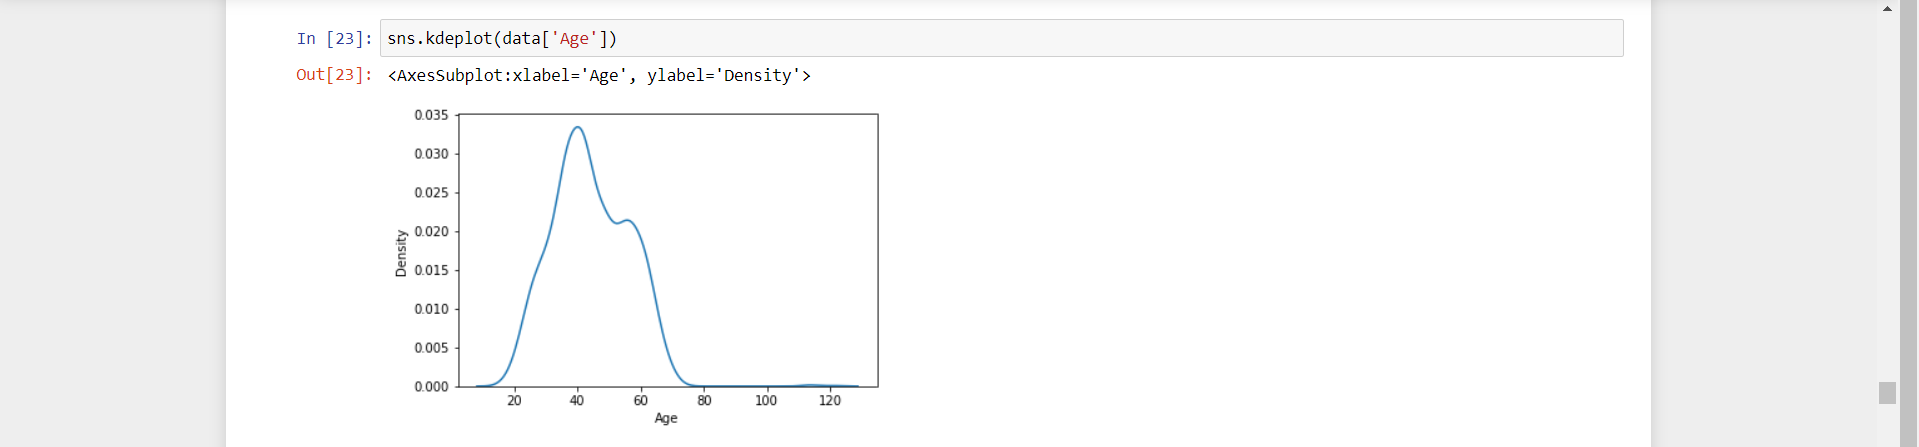 In [23]: sns.kdeplot(data['Age'])
Out[23]: <AxesSubplot:xlabel='Age', ylabel='Density'>
0.035
0.030
0.025
0.020
0.015
0.010
0.005
0.000
Density
20 40 60 80 100 120
Age